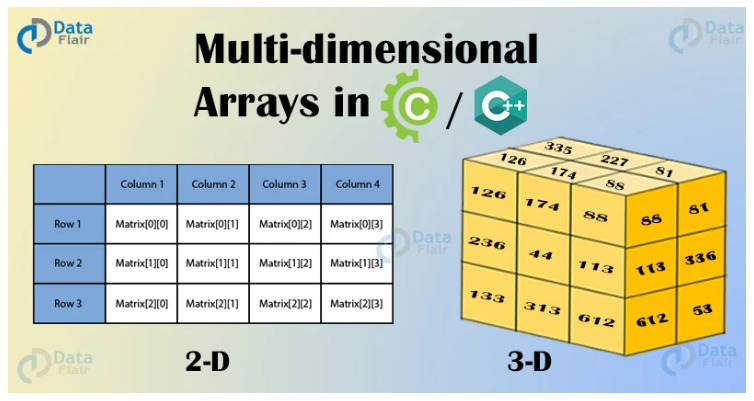 Data
Flair
Data
Flair
Multi-dimensional
Arrays in C / C++
Column 1 Column 2 Column 3 Column 4
Row 1 Matrix[0][0] Matrix[0][1] Matrix[0][2] Matrix[0][3]
Row 2 Matrix[1][0] Matrix[1][1] Matrix[1][2] Matrix[1][3]
Row 3 Matrix[2][0] Matrix[2][1] Matrix[2][2] Matrix[2][3]
Data
Flair
335 227 81
126 174 88
126 174 88 88 81
236 44 113 113 336
133 313 612 612 53
2-D
3-D
Data
Flair
Data
Flair